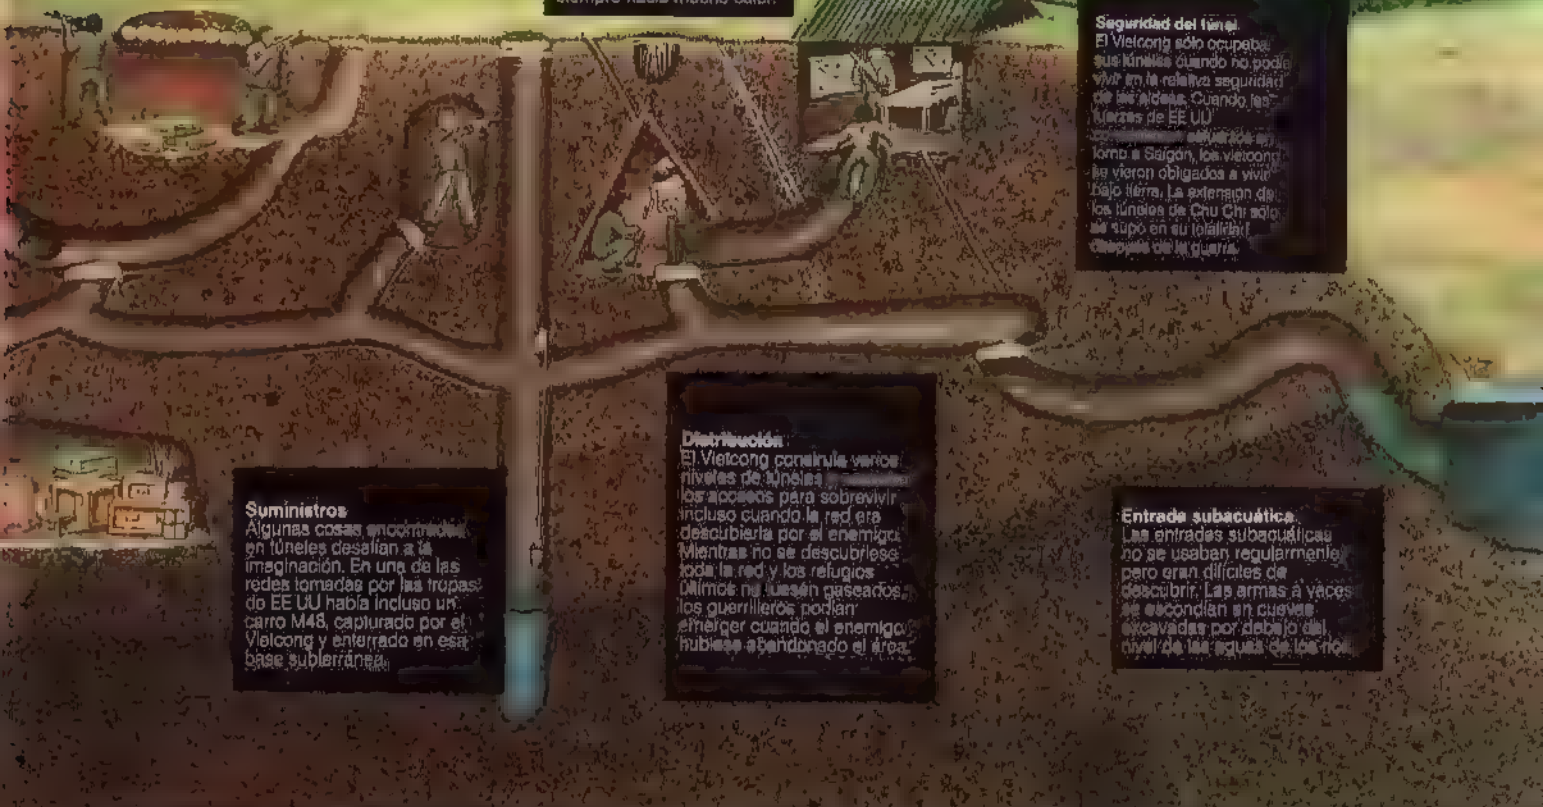 siempre hacía mucho calor.
Seguridad del túnel
El Vietcong sólo ocupaba
sus túneles cuando no podía
vivir en la relativa seguridad
de las aldeas. Cuando las
fuerzas de EE UU
torno a Saigón, los vietcong
se vieron obligados a vivir
bajo tierra. La extensión de
los túneles de Chu Chi sólo
se supo en su totalidad
después de la guerra.
Suministros
Algunas cosas encontradas
en túneles desafían a la
imaginación. En una de las
redes tomadas por las tropas
de EE UU había incluso un
carro M48, capturado por el
Vietcong y enterrado en esa
base subterránea.
Distribución
El Vietcong construía varios
niveles de túneles
los accesos para sobrevivir
incluso cuando la red era
descubierta por el enemigo.
Mientras no se descubriese
toda la red y los refugios
últimos no fuesen gaseados,
los guerrilleros podían
emerger cuando el enemigo
hubiese abandonado el área.
Entrada subacuática
Las entradas subacuáticas
no se usaban regularmente,
pero eran difíciles de
descubrir. Las armas a veces
se escondían en cuevas
excavadas por debajo del
nivel de las aguas de los ríos.